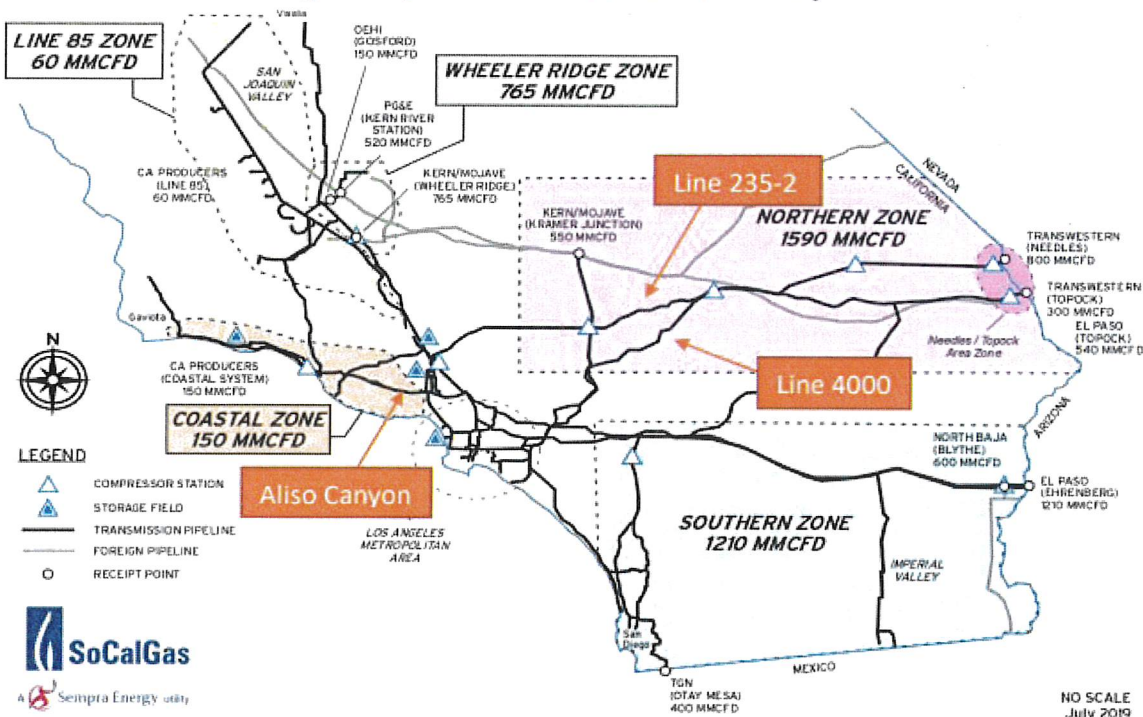 Visalia
LINE 85 ZONE
60 MMCFD
SAN
JOAQUIN
VALLEY
OEHI
(GOSFORD)
150 MMCFD
WHEELER RIDGE ZONE
765 MMCFD
PG&E
(KERN RIVER
STATION)
520 MMCFD
CA PRODUCERS
(LINE 85)
60 MMCFD
KERN/MOJAVE
(WHEELER RIDGE)
765 MMCFD
Line 235-2
NEVADA
CALIFORNIA
KERN/MOJAVE
(KRAMER JUNCTION)
550 MMCFD
NORTHERN ZONE
1590 MMCFD
TRANSWESTERN
(NEEDLES)
800 MMCFD
TRANSWESTERN
(TOPOCK)
300 MMCFD
EL PASO
(TOPOCK)
540 MMCFD
Needles / Topock
Area Zone
Gaviota
N
CA PRODUCERS
(COASTAL SYSTEM)
150 MMCFD
Line 4000
COASTAL ZONE
150 MMCFD
ARIZONA
NORTH BAJA
(BLYTHE)
600 MMCFD
EL PASO
(EHRENBERG)
1210 MMCFD
Aliso Canyon
LEGEND
COMPRESSOR STATION
STORAGE FIELD
TRANSMISSION PIPELINE
FOREIGN PIPELINE
RECEIPT POINT
LOS ANGELES
METROPOLITAN
AREA
SOUTHERN ZONE
1210 MMCFD
IMPERIAL
VALLEY
San
Diego
MEXICO
TGN
(OTAY MESA)
400 MMCFD
SoCalGas
A Sempra Energy utility
NO SCALE
July 2019